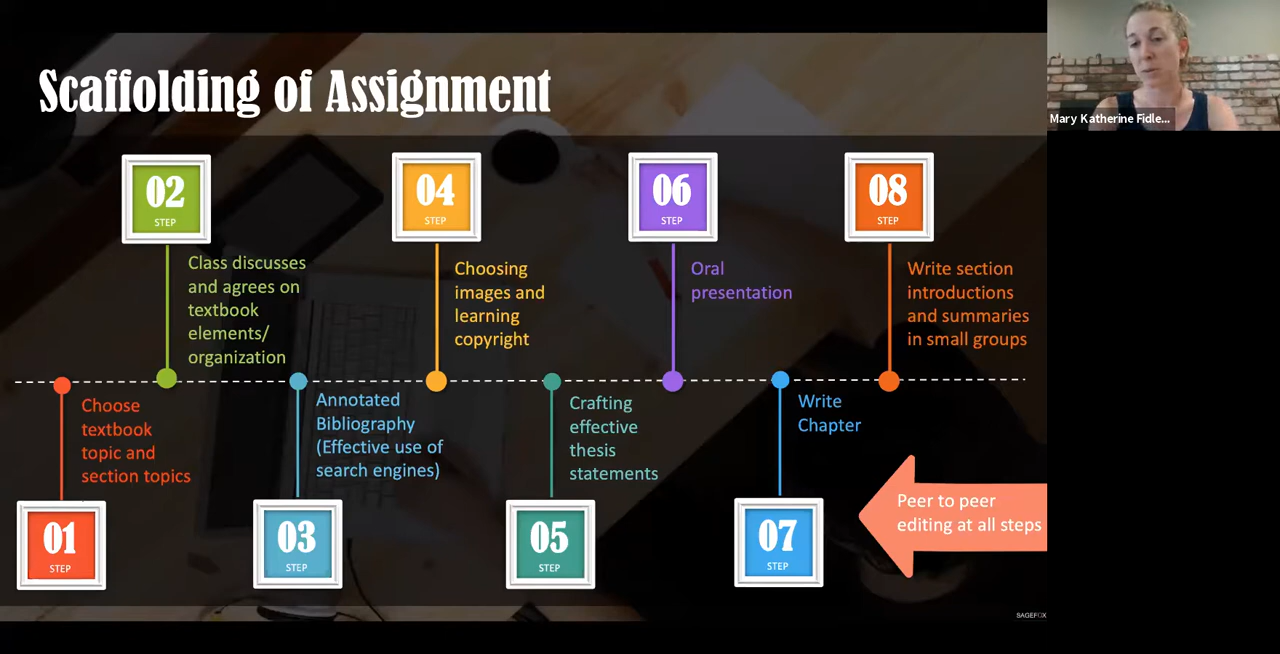 Scaffolding of Assignment
Mary Katherine Fidle...
01
STEP
Choose
textbook
topic and
section topics
02
STEP
Class discusses
and agrees on
textbook
elements/
organization
03
STEP
Annotated
Bibliography
(Effective use of
search engines)
04
STEP
Choosing
images and
learning
copyright
05
STEP
Crafting
effective
thesis
statements
06
STEP
Oral
presentation
07
STEP
Write
Chapter
08
STEP
Write section
introductions
and summaries
in small groups
Peer to peer
editing at all steps
SAGEFOX